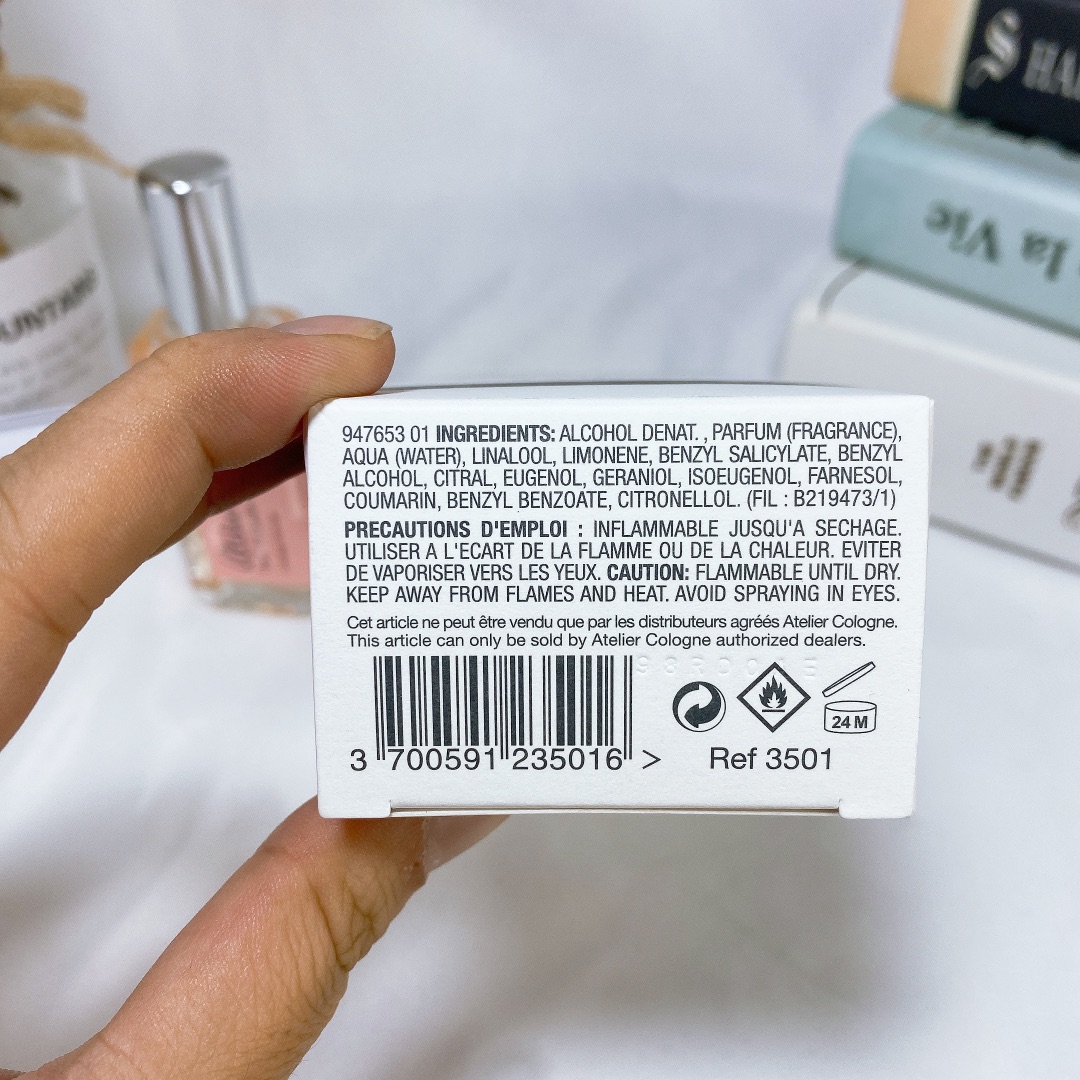 S HA
la Vie
947653 01 INGREDIENTS: ALCOHOL DENAT. , PARFUM (FRAGRANCE),
AQUA (WATER), LINALOOL, LIMONENE, BENZYL SALICYLATE, BENZYL
ALCOHOL, CITRAL, EUGENOL, GERANIOL, ISOEUGENOL, FARNESOL,
COUMARIN, BENZYL BENZOATE, CITRONELLOL. (FIL : B219473/1)
PRECAUTIONS D'EMPLOI : INFLAMMABLE JUSQU'A SECHAGE.
UTILISER A L'ECART DE LA FLAMME OU DE LA CHALEUR. EVITER
DE VAPORISER VERS LES YEUX. CAUTION: FLAMMABLE UNTIL DRY.
KEEP AWAY FROM FLAMES AND HEAT. AVOID SPRAYING IN EYES.
Cet article ne peut être vendu que par les distributeurs agréés Atelier Cologne.
This article can only be sold by Atelier Cologne authorized dealers.
24 M
3 700591 235016 >
Ref 3501